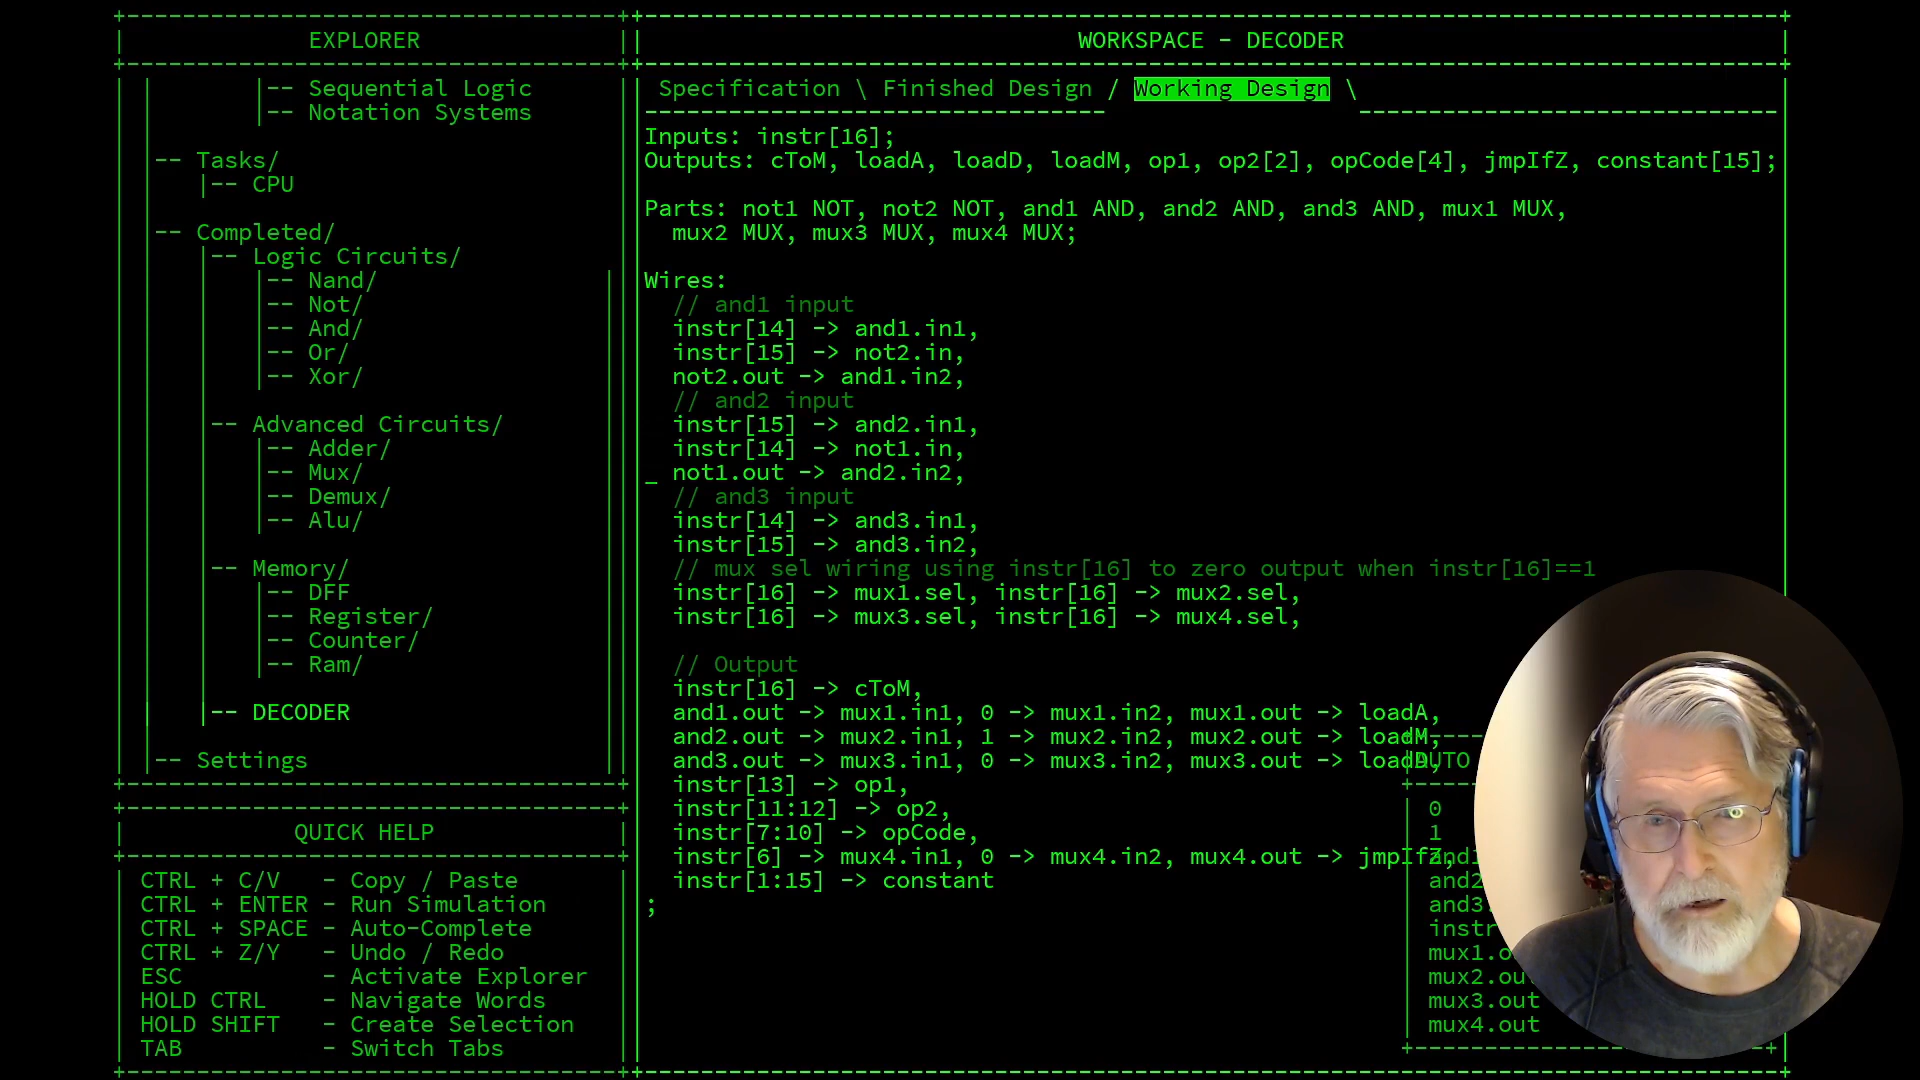 EXPLORER
Sequential Logic
Notation Systems
Tasks/
CPU
Completed/
Logic Circuits/
Nand/
Not/
And/
Or/
Xor/
Advanced Circuits/
Adder/
Mux/
Demux/
Alu/
Memory/
DFF
Register/
Counter/
Ram/
DECODER
Settings
QUICK HELP
CTRL + C/V - Copy / Paste
CTRL + ENTER - Run Simulation
CTRL + SPACE - Auto-Complete
CTRL + Z/Y - Undo / Redo
ESC - Activate Explorer
HOLD CTRL - Navigate Words
HOLD SHIFT - Create Selection
TAB - Switch Tabs
WORKSPACE - DECODER
Specification \ Finished Design / Working Design \
Inputs: instr[16];
Outputs: cToM, loadA, loadD, loadM, op1, op2[2], opCode[4], jmpIfZ, constant[15];
Parts: not1 NOT, not2 NOT, and1 AND, and2 AND, and3 AND, mux1 MUX,
mux2 MUX, mux3 MUX, mux4 MUX;
Wires:
// and1 input
instr[14] -> and1.in1,
instr[15] -> not2.in,
not2.out -> and1.in2,
// and2 input
instr[15] -> and2.in1,
instr[14] -> not1.in,
_ not1.out -> and2.in2,
// and3 input
instr[14] -> and3.in1,
instr[15] -> and3.in2,
// mux sel wiring using instr[16] to zero output when instr[16]==1
instr[16] -> mux1.sel, instr[16] -> mux2.sel,
instr[16] -> mux3.sel, instr[16] -> mux4.sel,
// Output
instr[16] -> cToM,
and1.out -> mux1.in1, 0 -> mux1.in2, mux1.out -> loadA,
and2.out -> mux2.in1, 1 -> mux2.in2, mux2.out -> loadM,
and3.out -> mux3.in1, 0 -> mux3.in2, mux3.out -> loadD,
instr[13] -> op1,
instr[11:12] -> op2,
instr[7:10] -> opCode,
instr[6] -> mux4.in1, 0 -> mux4.in2, mux4.out -> jmpIfZ,
instr[1:15] -> constant
;
AUTO
0
1
and1
and2
and3.
instr
mux1.o
mux2.ou
mux3.out
mux4.out